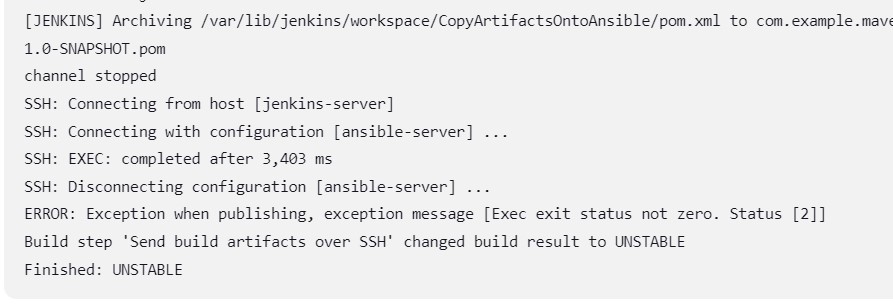 [JENKINS] Archiving /var/lib/jenkins/workspace/CopyArtifactsOntoAnsible/pom.xml to com.example.mave
1.0-SNAPSHOT.pom
channel stopped
SSH: Connecting from host [jenkins-server]
SSH: Connecting with configuration [ansible-server] ...
SSH: EXEC: completed after 3,403 ms
SSH: Disconnecting configuration [ansible-server] ...
ERROR: Exception when publishing, exception message [Exec exit status not zero. Status [2]]
Build step 'Send build artifacts over SSH' changed build result to UNSTABLE
Finished: UNSTABLE